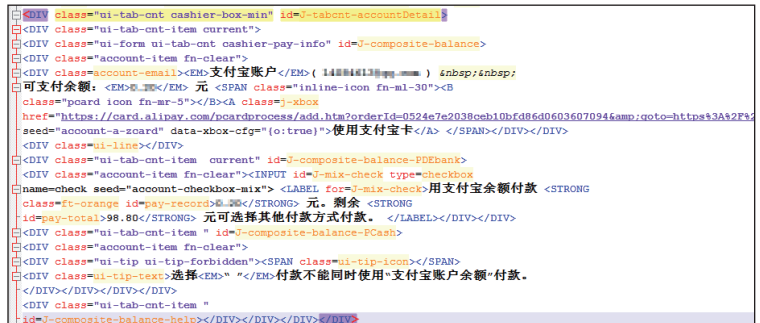 <DIV class="ui-tab-cnt cashier-box-min" id=J-tabcnt-accountDetail>
<DIV class="ui-tab-cnt-item current">
<DIV class="ui-form ui-tab-cnt cashier-pay-info" id=J-composite-balance>
<DIV class="account-item fn-clear">
<DIV class=account-email><EM>支付宝账户</EM>( ) &nbsp;&nbsp;
可支付余额：<EM></EM> 元 <SPAN class="inline-icon fn-ml-30"><B
class="pcard icon fn-mr-5"></B><A class=j-xbox
href="https://card.alipay.com/pcardprocess/add.htm?orderId=0524e7e2038ceb10bfd86d0603607094&amp;goto=https%3A%2F%2
seed="account-a-zcard" data-xbox-cfg="{o:true}">使用支付宝卡</A> </SPAN></DIV></DIV>
<DIV class=ui-line></DIV>
<DIV class="ui-tab-cnt-item  current" id=J-composite-balance-PDEbank>
<DIV class="account-item fn-clear"><INPUT id=J-mix-check type=checkbox
name=check seed="account-checkbox-mix"> <LABEL for=J-mix-check>用支付宝余额付款 <STRONG
class=ft-orange id=pay-record></STRONG> 元。剩余 <STRONG
id=pay-total>98.80</STRONG> 元可选择其他付款方式付款。 </LABEL></DIV></DIV>
<DIV class="ui-tab-cnt-item " id=J-composite-balance-PCash>
<DIV class="account-item fn-clear">
<DIV class="ui-tip ui-tip-forbidden"><SPAN class=ui-tip-icon></SPAN>
<DIV class=ui-tip-text>选择<EM>“ ”</EM>付款不能同时使用“支付宝账户余额”付款。
</DIV></DIV></DIV></DIV>
<DIV class="ui-tab-cnt-item "
id=J-composite-balance-help></DIV></DIV></DIV></DIV>